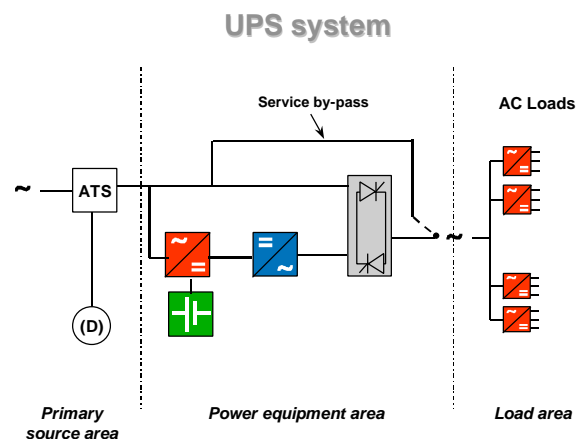 UPS system
Service by-pass
AC Loads
~
ATS
~
=
=
~
~
(D)
~
=
~
=
~
=
~
=
Primary
source area
Power equipment area
Load area